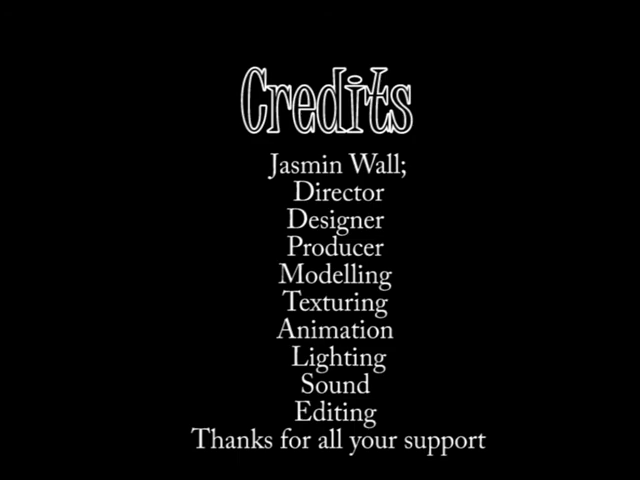 Credits
Jasmin Wall;
Director
Designer
Producer
Modelling
Texturing
Animation
Lighting
Sound
Editing
Thanks for all your support